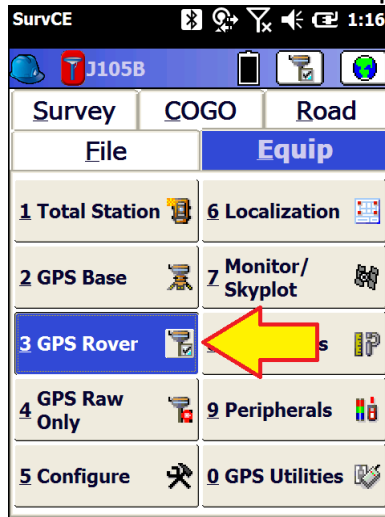 SurvCE 1:16
J105B
Survey COGO Road
File Equip
1 Total Station 6 Localization
2 GPS Base 7 Monitor/
Skyplot
3 GPS Rover s
4 GPS Raw
Only 9 Peripherals
5 Configure 0 GPS Utilities